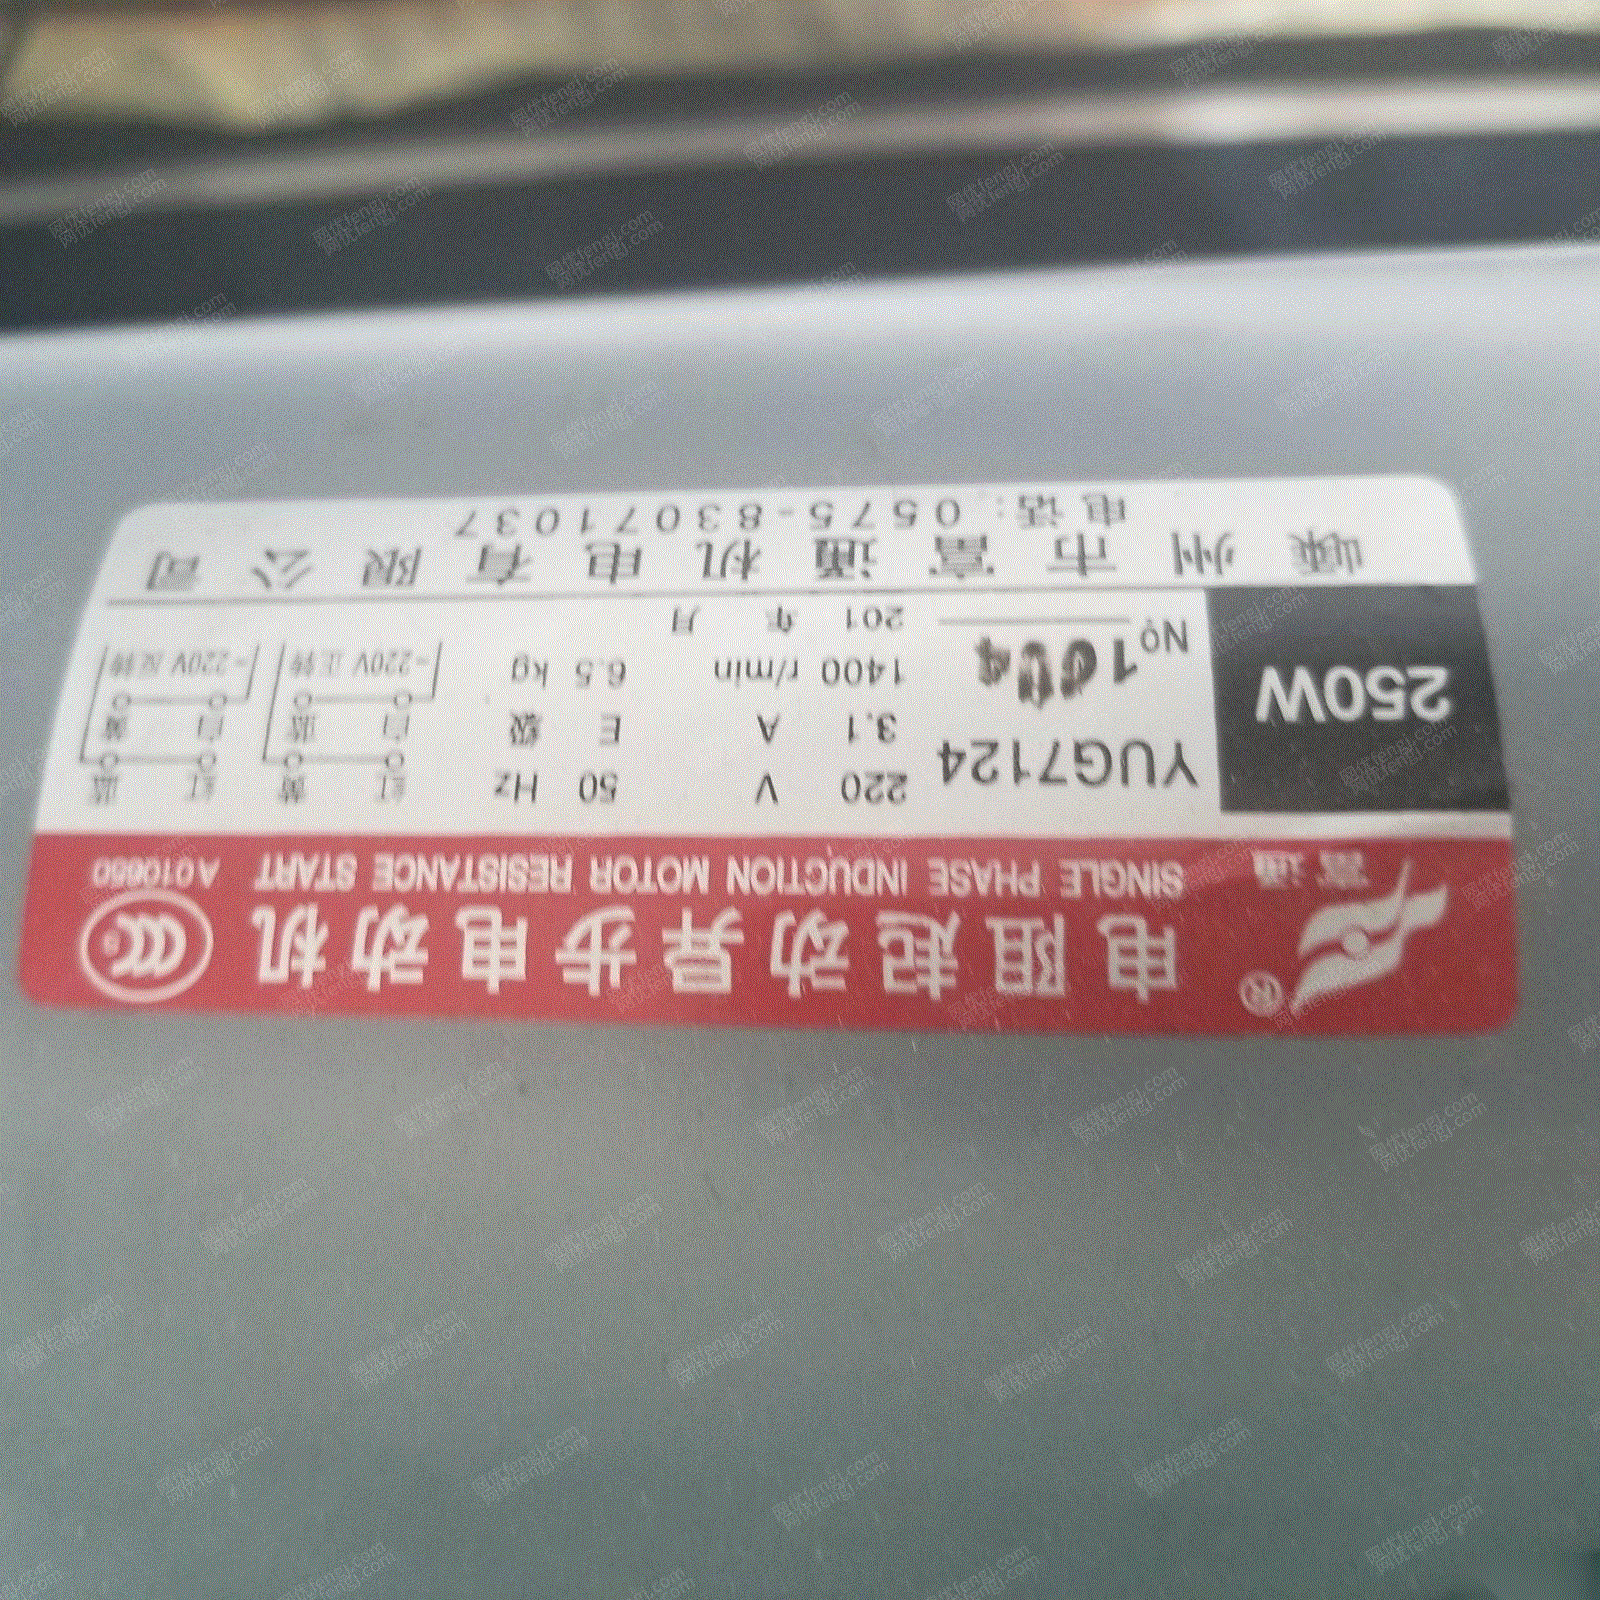 富通
®
电阻起动异步电动机
SINGLE PHASE INDUCTION MOTOR RESISTANCE START
A010650
250W
YUG7124
220 V 50 Hz
3.1 A E 级
No 1004
1400 r/min 6.5 kg
201 年 月
红 黄 红 蓝
白 蓝 白 黄
~220V 正转 ~220V 反转
嵊州市富通电机有限公司
电话:0575-83071037